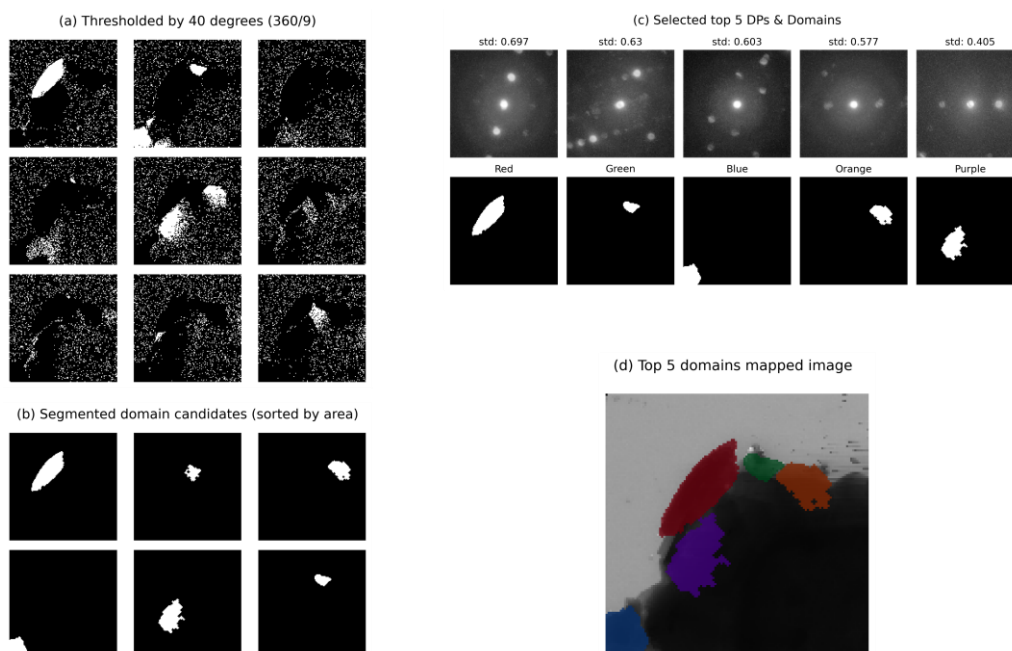 (a) Thresholded by 40 degrees (360/9)
(b) Segmented domain candidates (sorted by area)
(c) Selected top 5 DPs & Domains
std: 0.697 std: 0.63 std: 0.603 std: 0.577 std: 0.405
Red Green Blue Orange Purple
(d) Top 5 domains mapped image